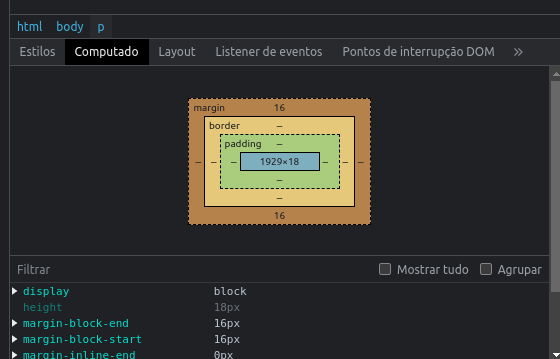 html body p
Estilos Computado Layout Listener de eventos Pontos de interrupção DOM »
margin 16
border –
padding –
– – – 1929×18 – – –
–
–
16
Filtrar Mostrar tudo Agrupar
display block
height 18px
margin-block-end 16px
margin-block-start 16px
margin-inline-end 0px